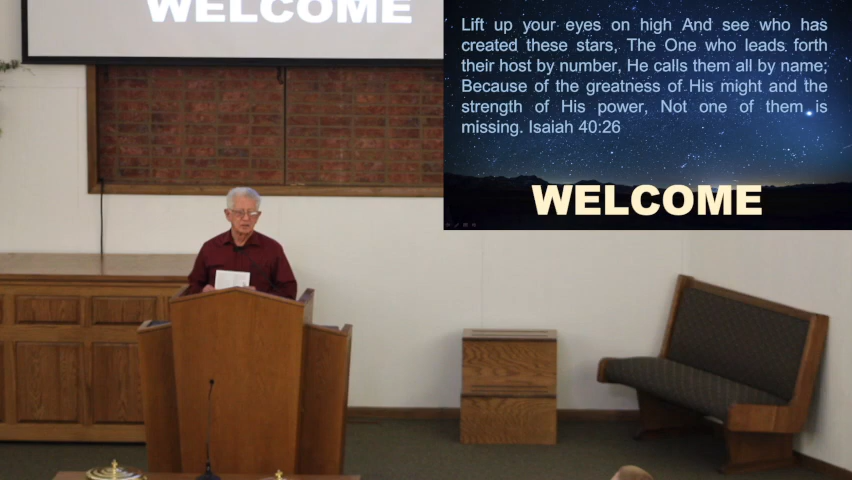 WELCOME
Lift up your eyes on high And see who has
created these stars, The One who leads forth
their host by number, He calls them all by name;
Because of the greatness of His might and the
strength of His power, Not one of them is
missing. Isaiah 40:26
WELCOME